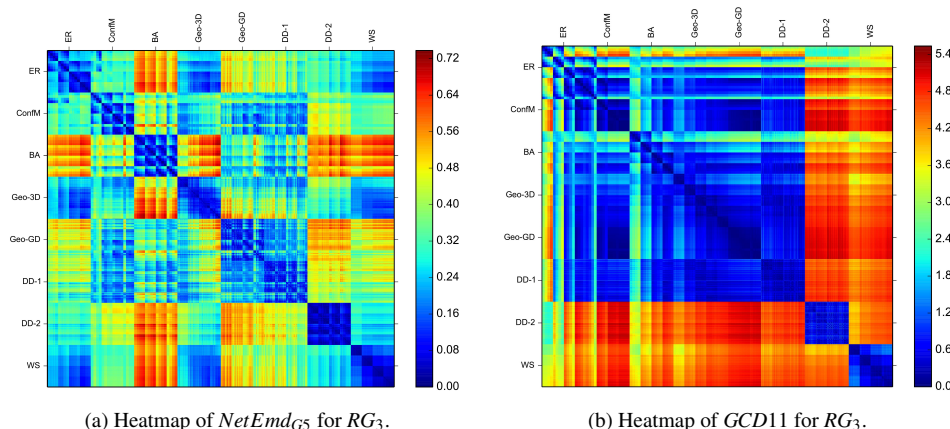 ER
ConfM
BA
Geo-3D
Geo-GD
DD-1
DD-2
WS
ER
ConfM
BA
Geo-3D
Geo-GD
DD-1
DD-2
WS
0.72
0.64
0.56
0.48
0.40
0.32
0.24
0.16
0.08
0.00
(a) Heatmap of NetEmdG5 for RG3.
ER
ConfM
BA
Geo-3D
Geo-GD
DD-1
DD-2
WS
ER
ConfM
BA
Geo-3D
Geo-GD
DD-1
DD-2
WS
5.4
4.8
4.2
3.6
3.0
2.4
1.8
1.2
0.6
0.0
(b) Heatmap of GCD11 for RG3.